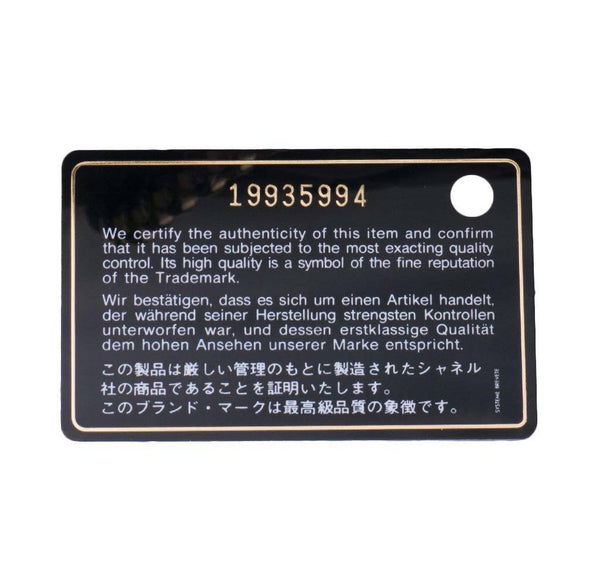 19935994
We certify the authenticity of this item and confirm
that it has been subjected to the most exacting quality
control. Its high quality is a symbol of the fine reputation
of the Trademark.
Wir bestätigen, dass es sich um einen Artikel handelt,
der während seiner Herstellung strengsten Kontrollen
unterworfen war, und dessen erstklassige Qualität
dem hohen Ansehen unserer Marke entspricht.
この製品は厳しい管理のもとに製造されたシャネル
社の商品であることを証明いたします。
このブランド・マークは最高級品質の象徴です。
SYSTEME BREVETE